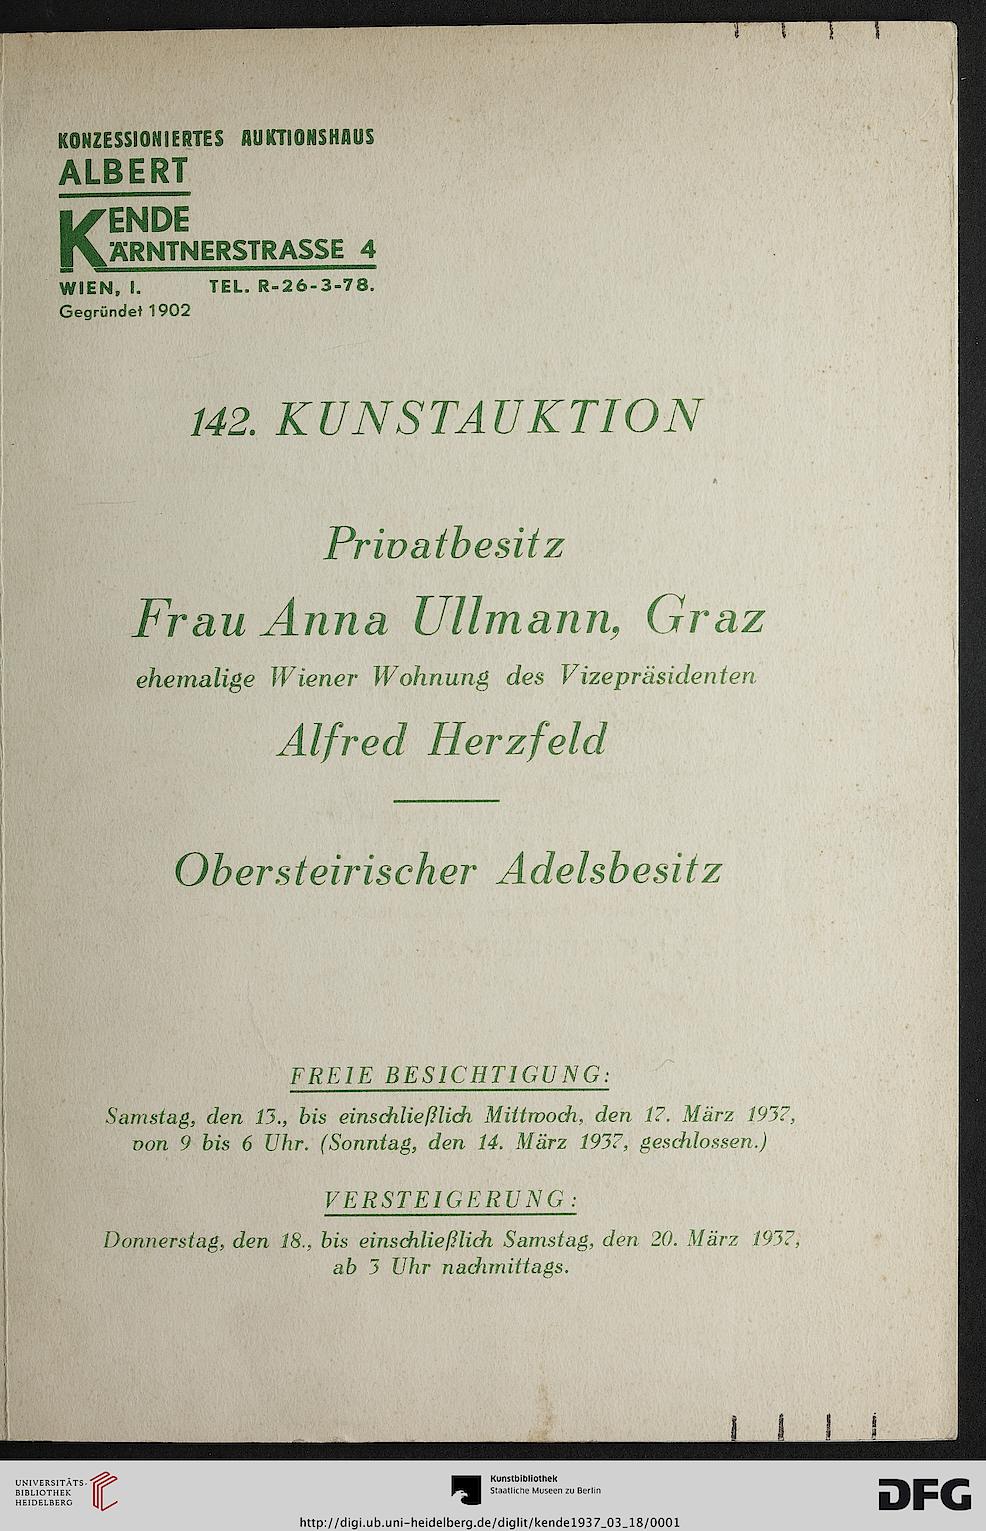 KONZESSIONIERTES AUKTIONSHAUS
ALBERT
KENDE
KÄRNTNERSTRASSE 4
WIEN, I. TEL. R-26-3-78.
Gegründet 1902
142. KUNSTAUKTION
Privatbesitz
Frau Anna Ullmann, Graz
ehemalige Wiener Wohnung des Vizepräsidenten
Alfred Herzfeld
Obersteirischer Adelsbesitz
FREIE BESICHTIGUNG:
Samstag, den 13., bis einschließlich Mittwoch, den 17. März 1937,
von 9 bis 6 Uhr. (Sonntag, den 14. März 1937, geschlossen.)
VERSTEIGERUNG:
Donnerstag, den 18., bis einschließlich Samstag, den 20. März 1937,
ab 3 Uhr nachmittags.
UNIVERSITÄTS-
BIBLIOTHEK
HEIDELBERG
Kunstbibliothek
Staatliche Museen zu Berlin
DFG
http://digi.ub.uni-heidelberg.de/diglit/kende1937_03_18/0001